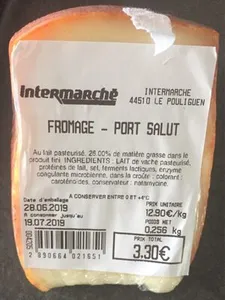 Intermarchē
INTERMARCHE
44510 LE POULIGUEN
FROMAGE - PORT SALUT
Au lait pasteurisé, 26.00% de matière grasse dans le
produit fini. INGRÉDIENTS : LAIT de vache pasteurisé,
protéines de lait, sel, ferments lactiques, enzyme
coagulante microbienne, dans la croûte : colorant :
caroténoïdes, conservateur : natamycine.
A CONSERVER ENTRE 0 ET +4°C
Date d'emballage
28.06.2019
A consommer jusqu'au
19.07.2019
PRIX UNITAIRE
12.90€/kg
POIDS NET
0.256 kg
PRIX TOTAL
3.30€
2 890664 021651